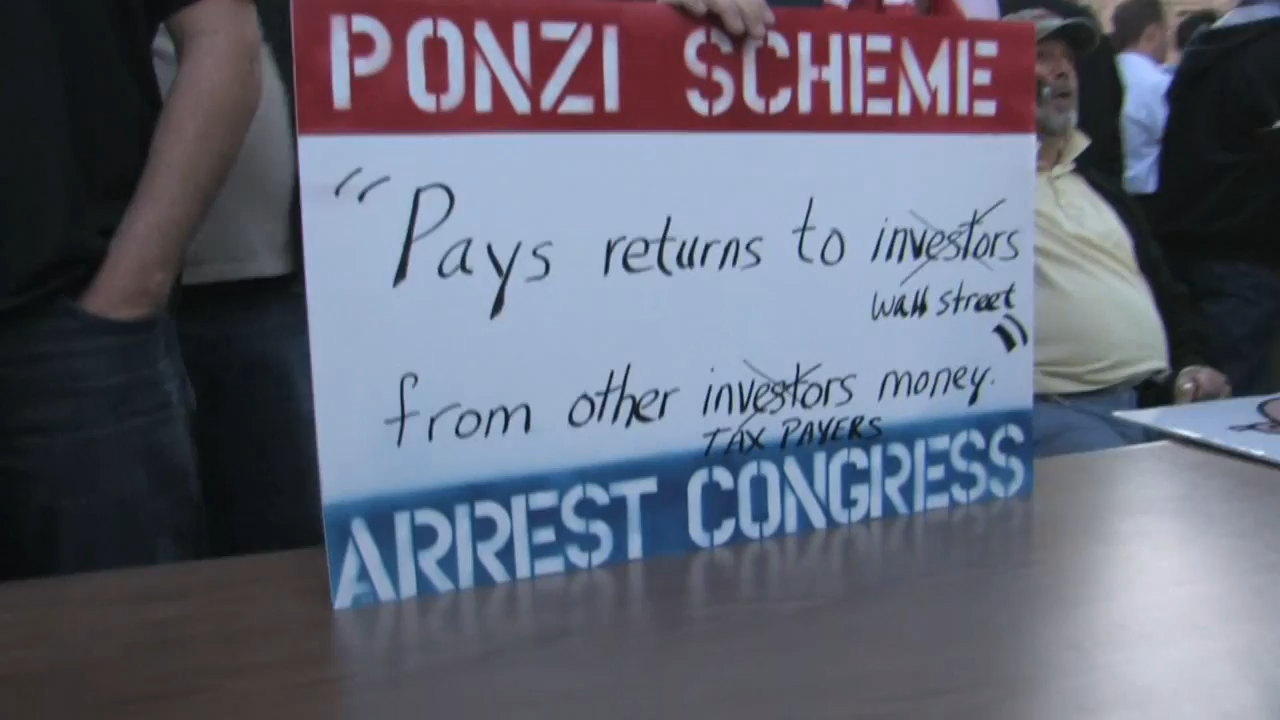 PONZI SCHEME
"Pays returns to investors
Wall Street
from other investors money."
TAX PAYERS
ARREST CONGRESS